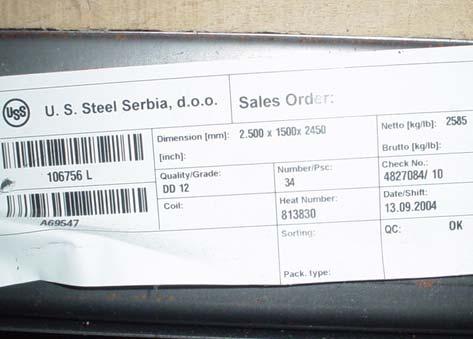 USS
U. S. Steel Serbia, d.o.o.
Sales Order:
106756 L
A69547
Dimension [mm]: 2.500 x 1500x 2450
[inch]:
Quality/Grade:
DD 12
Number/Psc:
34
Coil:
Heat Number:
813830
Sorting:
Pack. type:
Netto [kg/lb]: 2585
Brutto [kg/lb]:
Check No.:
4827084/ 10
Date/Shift:
13.09.2004
QC: OK